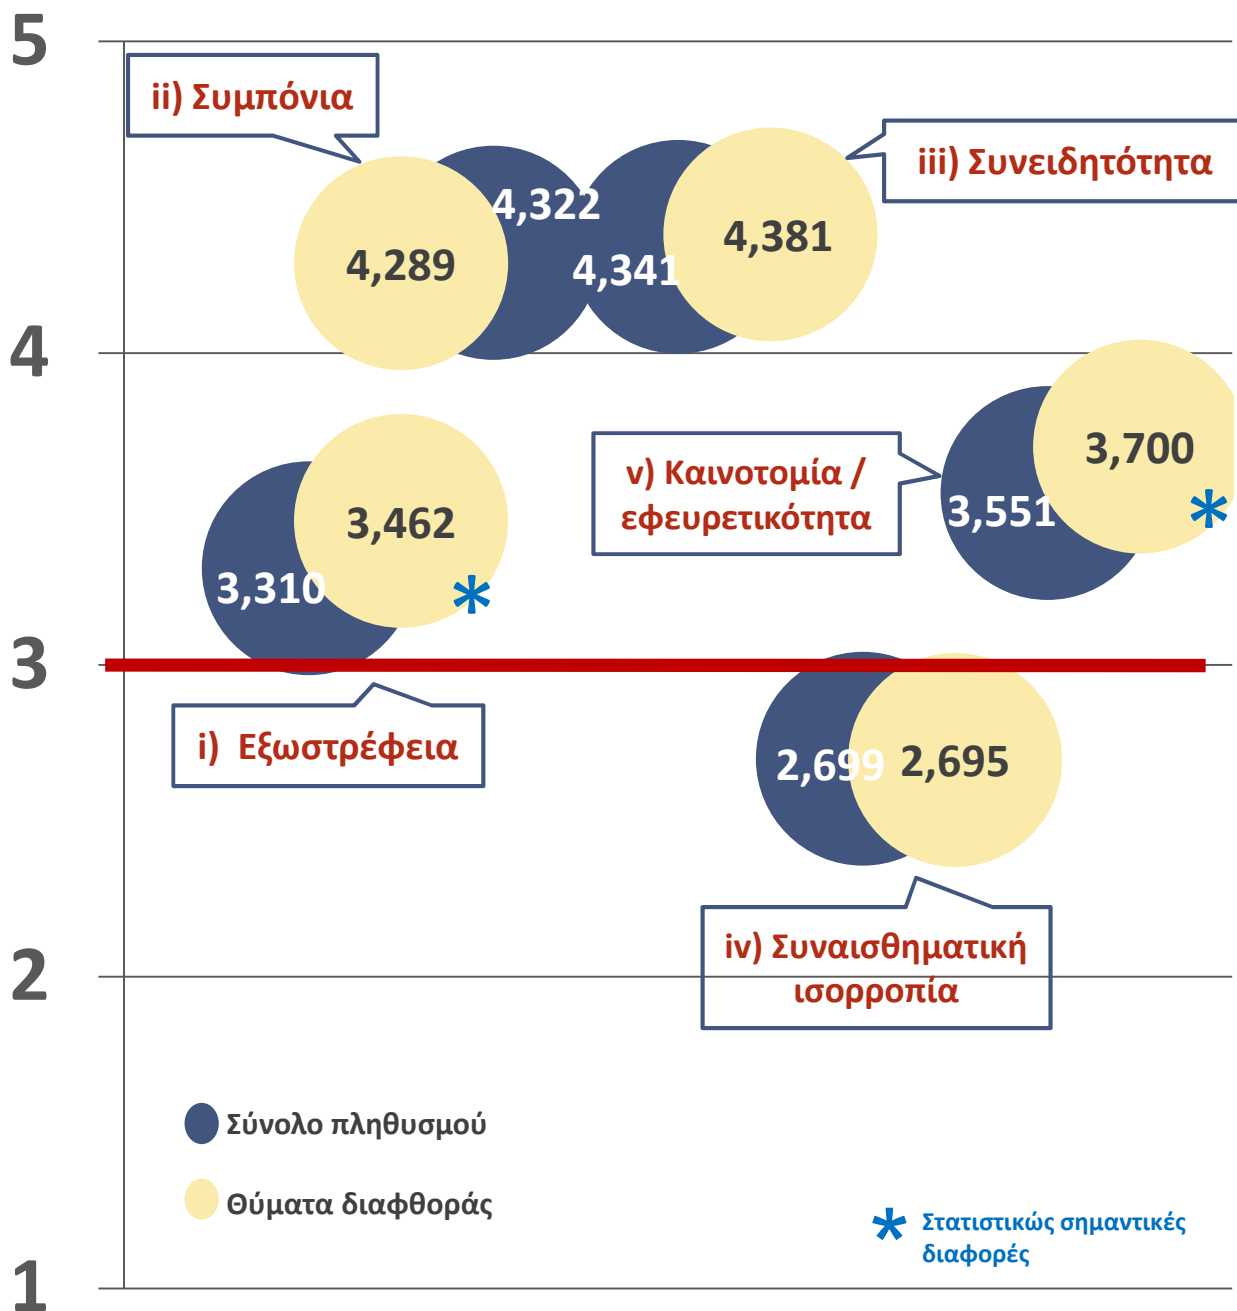 5
ii) Συμπόνια
iii) Συνειδητότητα
4,322
4,381
4,289
4,341
4
v) Καινοτομία /
εφευρετικότητα
3,700
3,551
*
3,462
3,310
*
3
i) Εξωστρέφεια
2,699
2,695
iv) Συναισθηματική
ισορροπία
2
Σύνολο πληθυσμού
Θύματα διαφθοράς
* Στατιστικώς σημαντικές
διαφορές
1